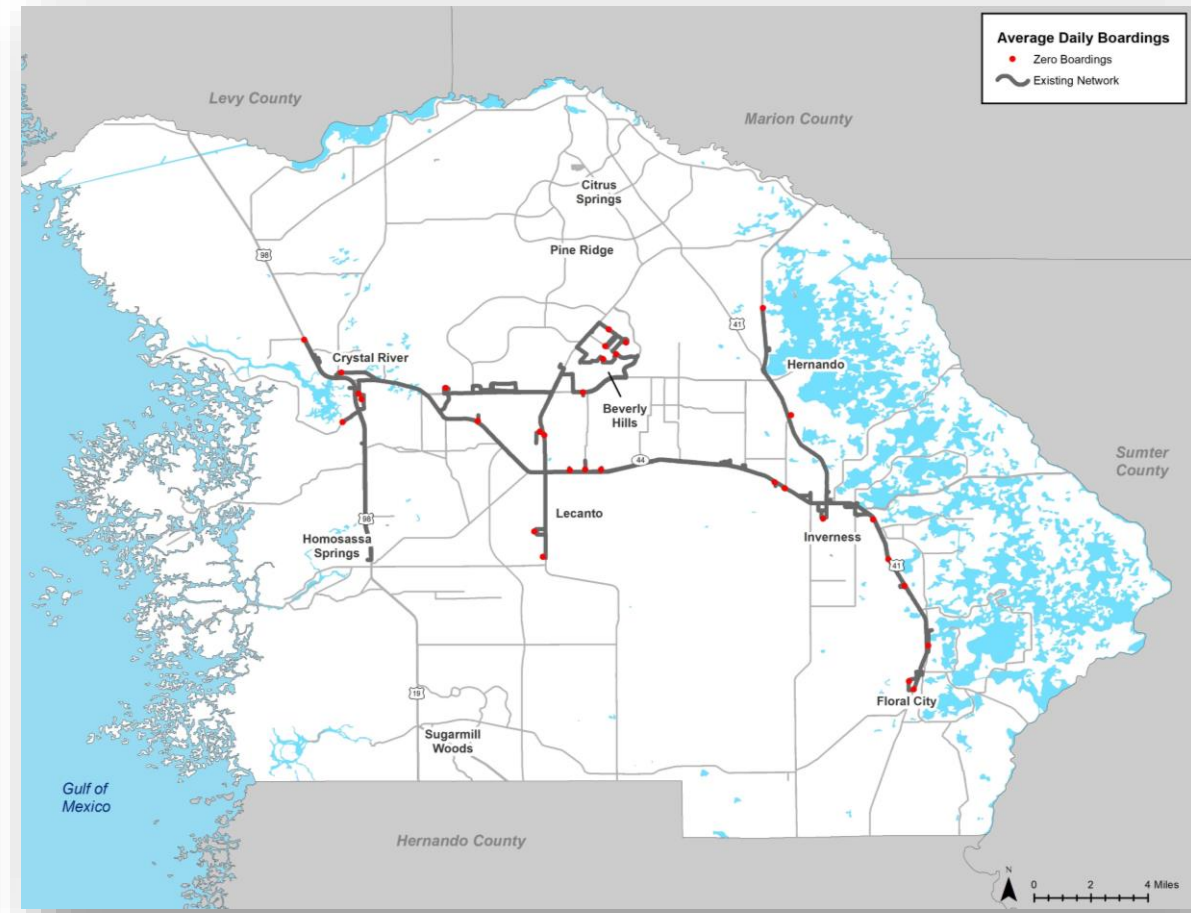 Average Daily Boardings
Zero Boardings
Existing Network
Levy County
Marion County
Citrus
Springs
Pine Ridge
98
41
Crystal River
Hernando
Beverly
Hills
44
Sumter
County
Lecanto
98
Homosassa
Springs
Inverness
41
19
Floral City
Sugarmill
Woods
Gulf of
Mexico
Hernando County
N
0 2 4 Miles